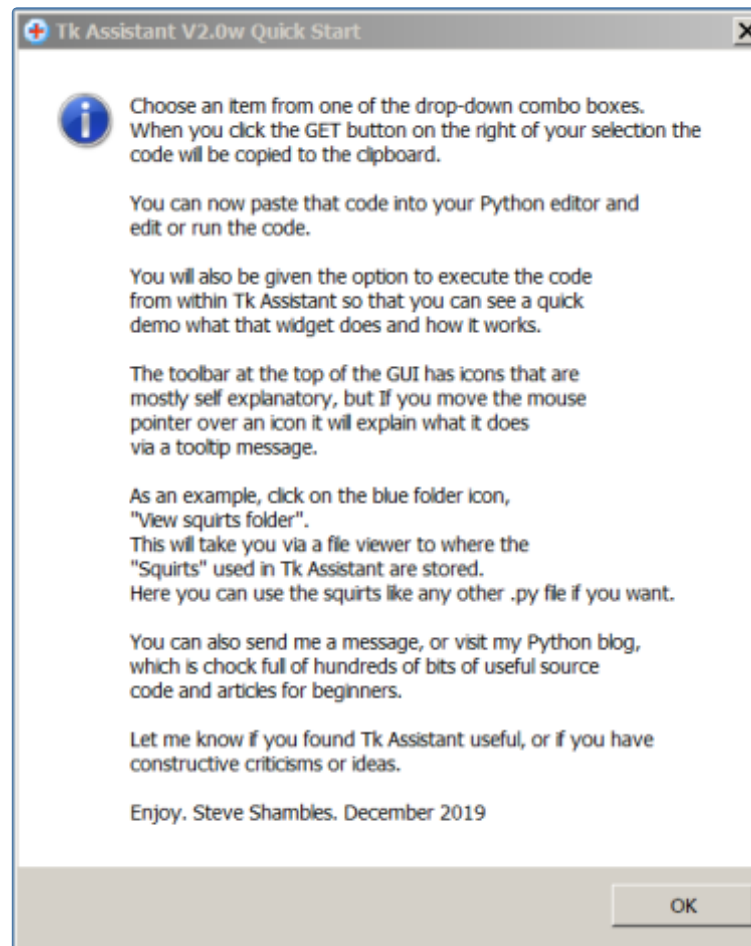 Tk Assistant V2.0w Quick Start
Choose an item from one of the drop-down combo boxes.
When you click the GET button on the right of your selection the
code will be copied to the clipboard.
You can now paste that code into your Python editor and
edit or run the code.
You will also be given the option to execute the code
from within Tk Assistant so that you can see a quick
demo what that widget does and how it works.
The toolbar at the top of the GUI has icons that are
mostly self explanatory, but If you move the mouse
pointer over an icon it will explain what it does
via a tooltip message.
As an example, click on the blue folder icon,
"View squirts folder".
This will take you via a file viewer to where the
"Squirts" used in Tk Assistant are stored.
Here you can use the squirts like any other .py file if you want.
You can also send me a message, or visit my Python blog,
which is chock full of hundreds of bits of useful source
code and articles for beginners.
Let me know if you found Tk Assistant useful, or if you have
constructive criticisms or ideas.
Enjoy. Steve Shambles. December 2019
OK